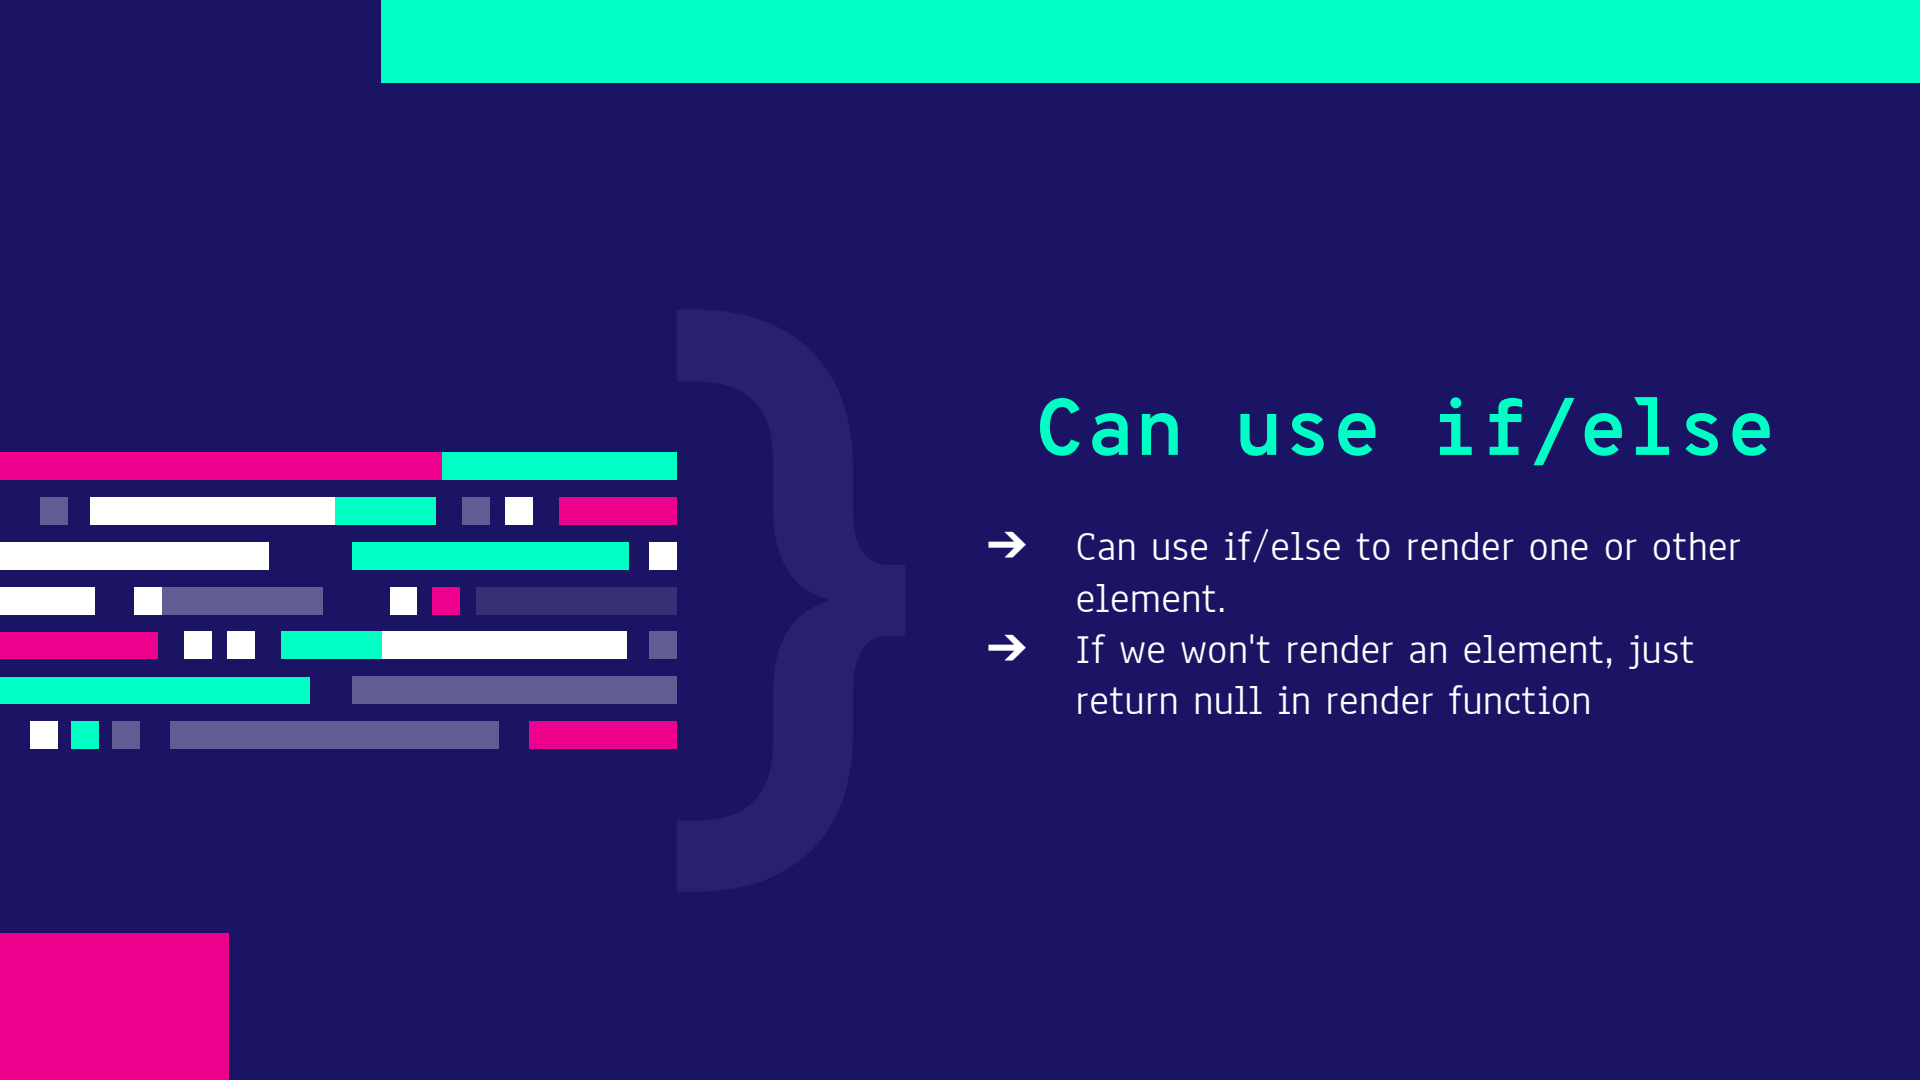 Can use if/else
➔ Can use if/else to render one or other
element.
➔ If we won't render an element, just
return null in render function